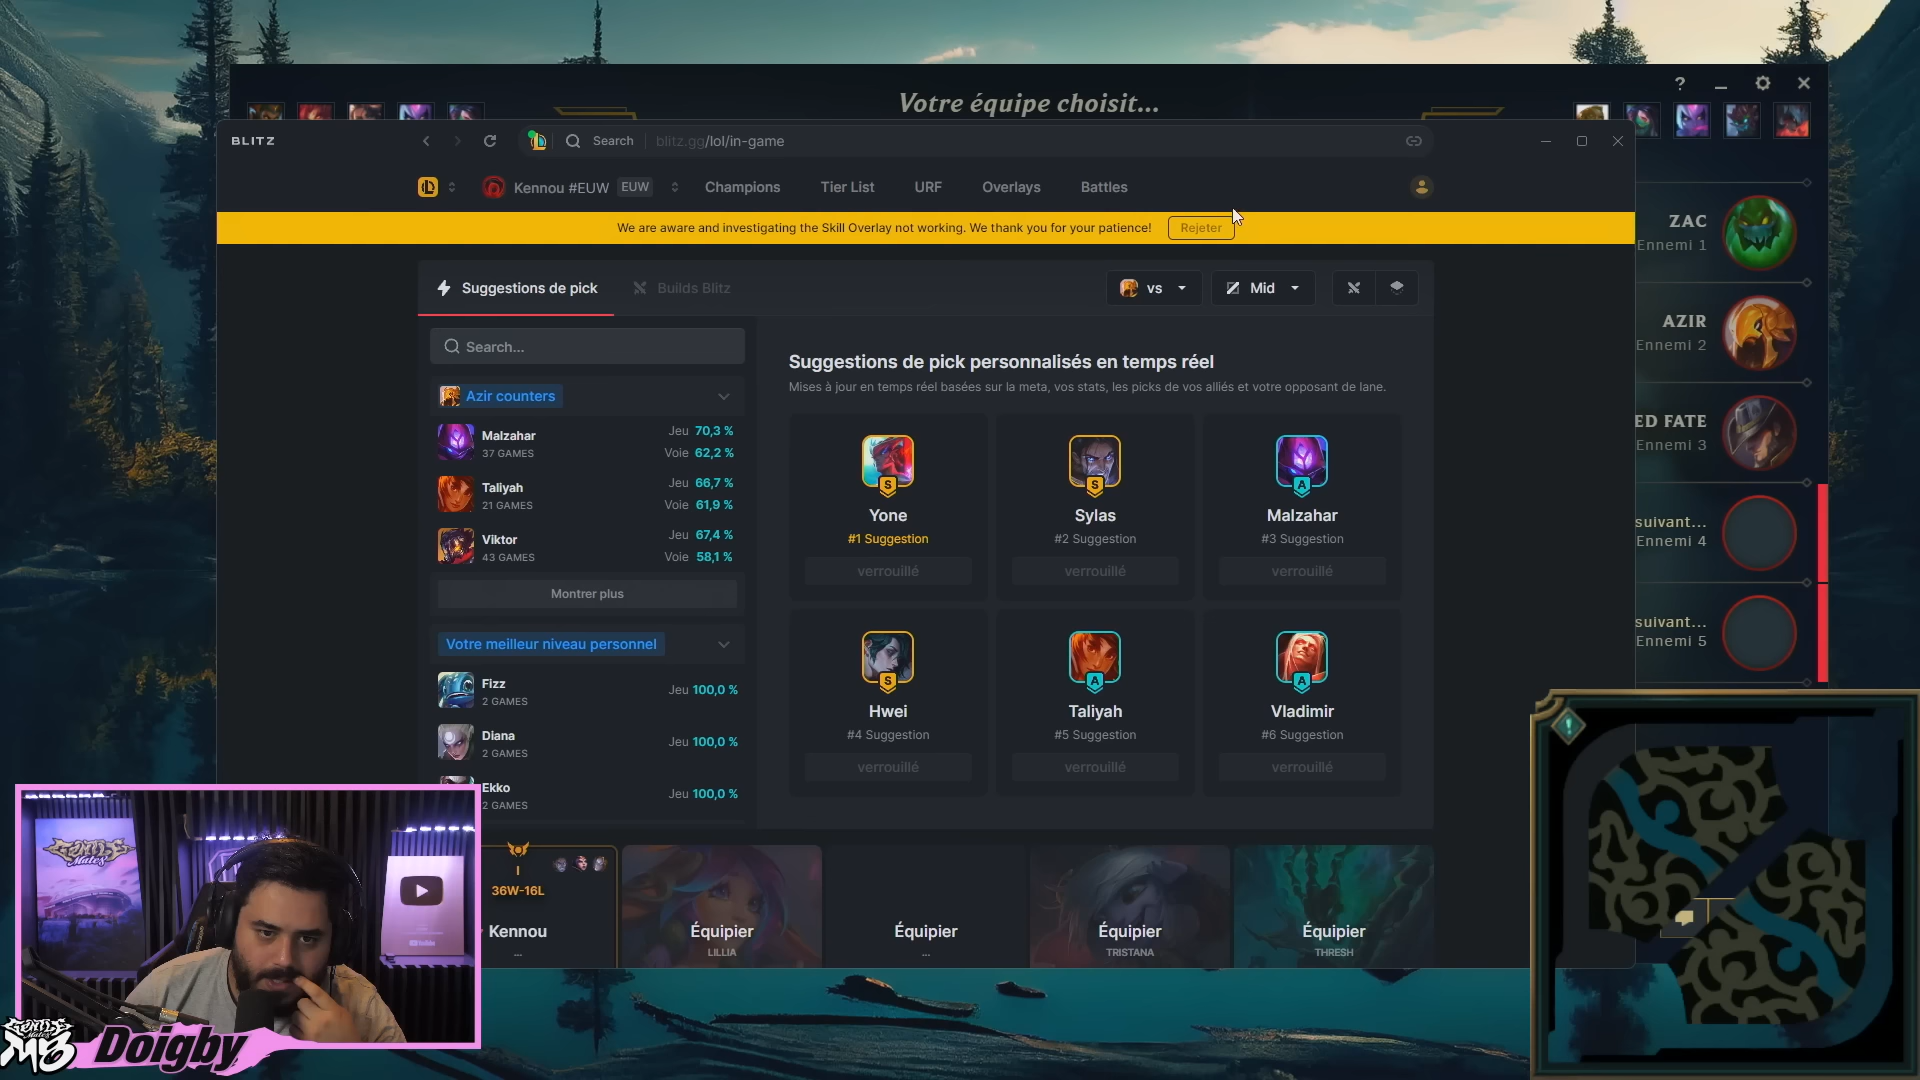 Votre équipe choisit...
?
BLITZ
Search
blitz.gg/lol/in-game
Kennou #EUW
EUW
Champions
Tier List
URF
Overlays
Battles
We are aware and investigating the Skill Overlay not working. We thank you for your patience!
Rejeter
Suggestions de pick
Builds Blitz
vs
Mid
Search...
Azir counters
Malzahar
37 GAMES
Jeu 70,3 %
Voie 62,2 %
Taliyah
21 GAMES
Jeu 66,7 %
Voie 61,9 %
Viktor
43 GAMES
Jeu 67,4 %
Voie 58,1 %
Montrer plus
Votre meilleur niveau personnel
Fizz
2 GAMES
Jeu 100,0 %
Diana
2 GAMES
Jeu 100,0 %
Ekko
2 GAMES
Jeu 100,0 %
Suggestions de pick personnalisés en temps réel
Mises à jour en temps réel basées sur la meta, vos stats, les picks de vos alliés et votre opposant de lane.
S
Yone
#1 Suggestion
verrouillé
S
Sylas
#2 Suggestion
verrouillé
A
Malzahar
#3 Suggestion
verrouillé
S
Hwei
#4 Suggestion
verrouillé
A
Taliyah
#5 Suggestion
verrouillé
A
Vladimir
#6 Suggestion
verrouillé
ZAC
Ennemi 1
AZIR
Ennemi 2
ED FATE
Ennemi 3
suivant...
Ennemi 4
suivant...
Ennemi 5
I
36W-16L
Kennou
...
Équipier
LILLIA
Équipier
...
Équipier
TRISTANA
Équipier
THRESH
GENTLE
Mates
YouTube
GENTLE
Mates
M8
Doigby